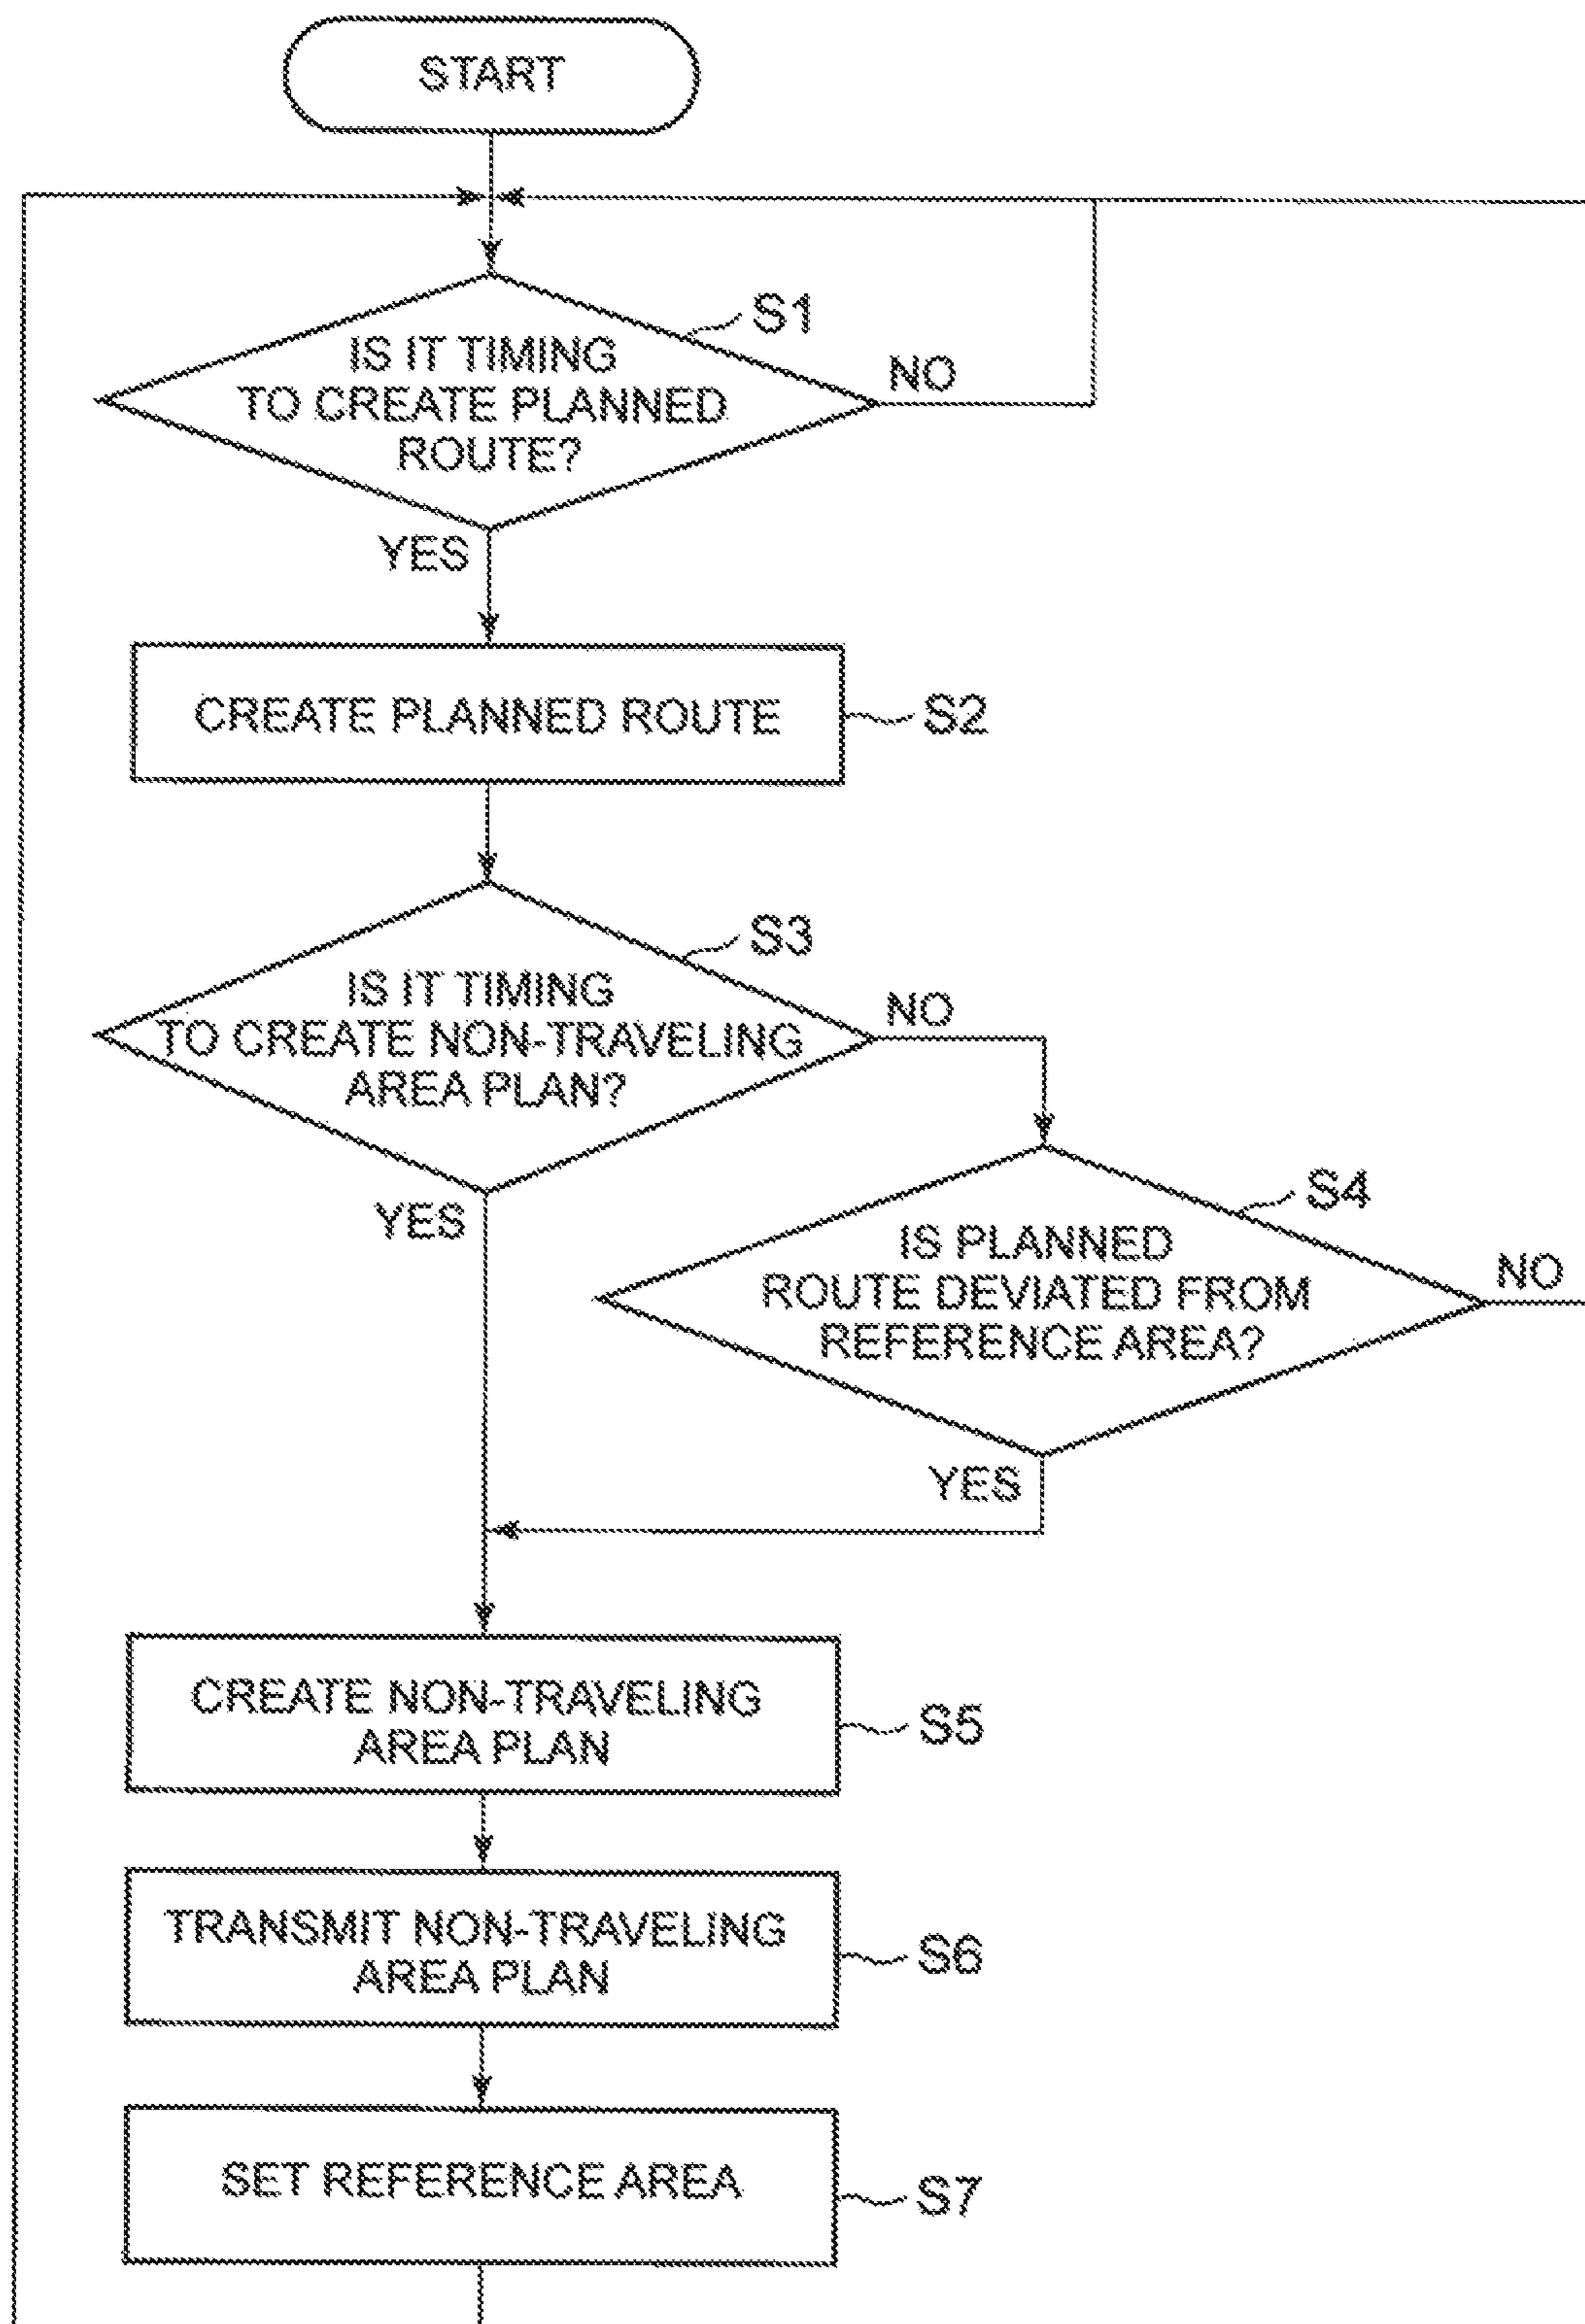 START
S1
IS IT TIMING
TO CREATE PLANNED
ROUTE?
NO
YES
CREATE PLANNED ROUTE
S2
S3
IS IT TIMING
TO CREATE NON-TRAVELING
AREA PLAN?
NO
YES
S4
IS PLANNED
ROUTE DEVIATED FROM
REFERENCE AREA?
NO
YES
CREATE NON-TRAVELING
AREA PLAN
S5
TRANSMIT NON-TRAVELING
AREA PLAN
S6
SET REFERENCE AREA
S7